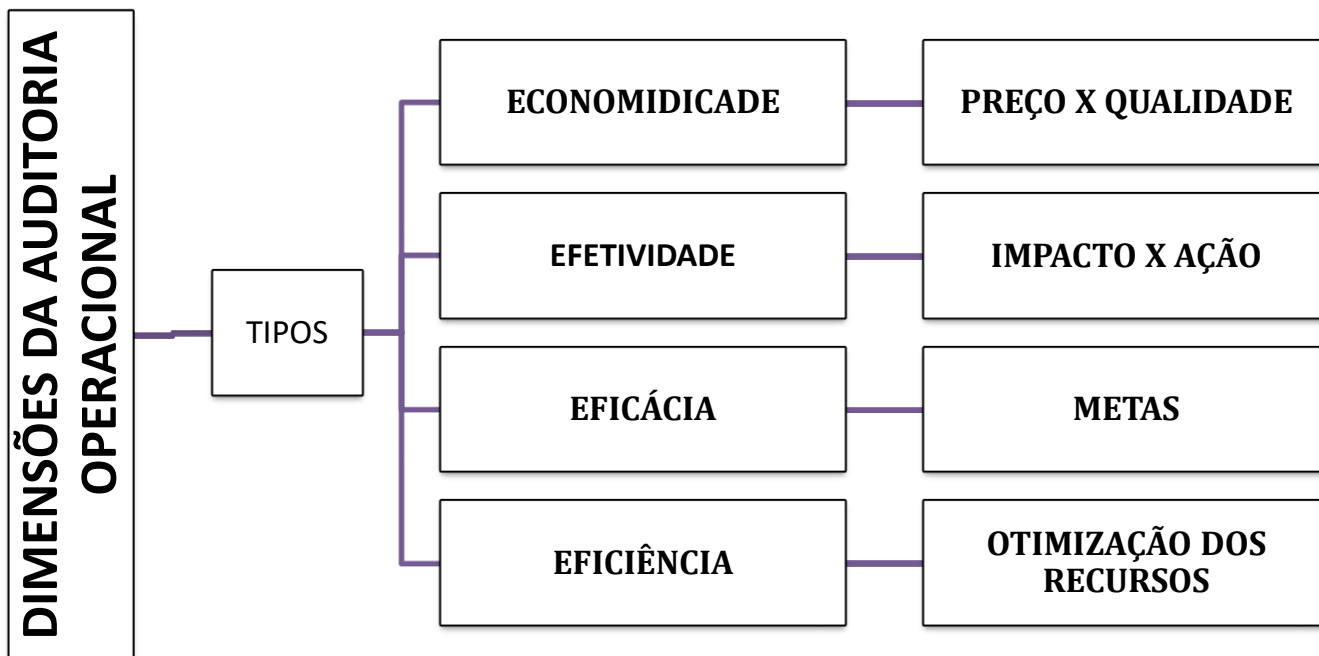 DIMENSÕES DA AUDITORIA
OPERACIONAL
TIPOS
ECONOMIDICADE
PREÇO X QUALIDADE
EFETIVIDADE
IMPACTO X AÇÃO
EFICÁCIA
METAS
EFICIÊNCIA
OTIMIZAÇÃO DOS
RECURSOS